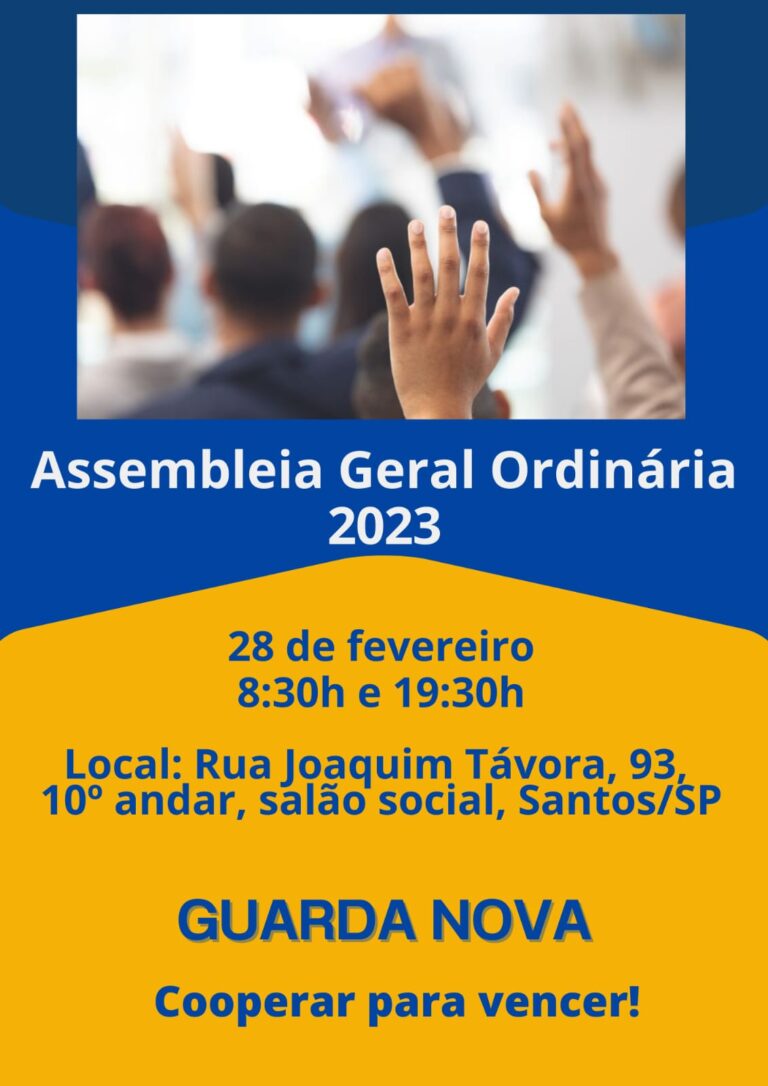 Assembleia Geral Ordinária
2023
28 de fevereiro
8:30h e 19:30h
Local: Rua Joaquim Távora, 93,
10º andar, salão social, Santos/SP
GUARDA NOVA
Cooperar para vencer!